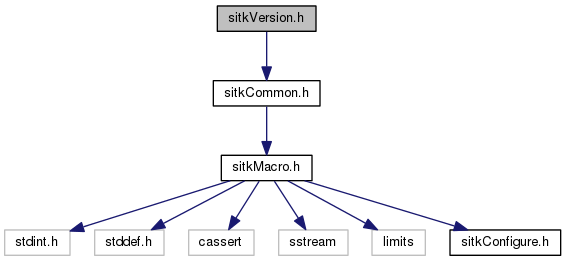 sitkVersion.h
sitkCommon.h
sitkMacro.h
stdint.h
stddef.h
cassert
sstream
limits
sitkConfigure.h